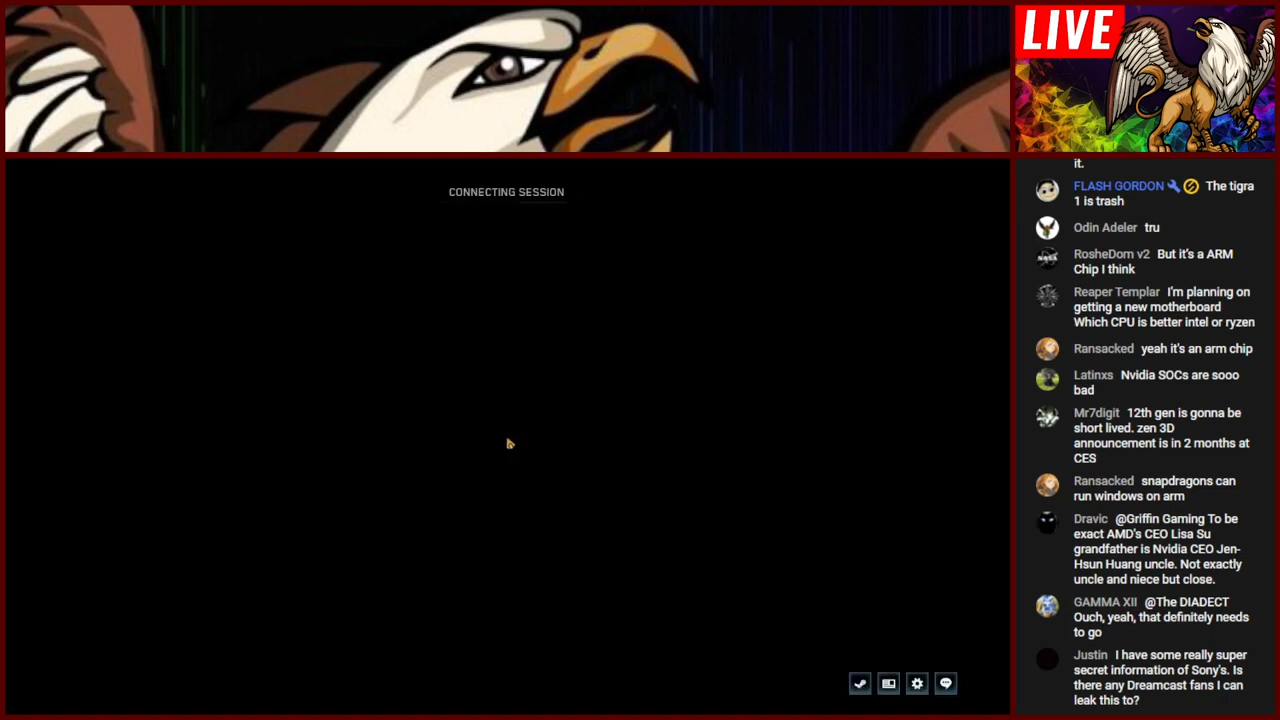 LIVE
CONNECTING SESSION
it.
FLASH GORDON The tigra
1 is trash
Odin Adeler tru
RosheDom v2 But it's a ARM
Chip I think
Reaper Templar I'm planning on
getting a new motherboard
Which CPU is better intel or ryzen
Ransacked yeah it's an arm chip
Latinxs Nvidia SOCs are sooo
bad
Mr7digit 12th gen is gonna be
short lived. zen 3D
announcement is in 2 months at
CES
Ransacked snapdragons can
run windows on arm
Dravic @Griffin Gaming To be
exact AMD's CEO Lisa Su
grandfather is Nvidia CEO Jen-
Hsun Huang uncle. Not exactly
uncle and niece but close.
GAMMA XII @The DIADECT
Ouch, yeah, that definitely needs
to go
Justin I have some really super
secret information of Sony's. Is
there any Dreamcast fans I can
leak this to?